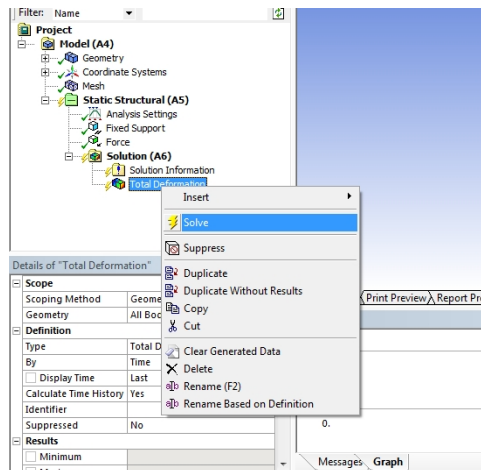 Filter: Name
Project
Model (A4)
Geometry
Coordinate Systems
Mesh
Static Structural (A5)
Analysis Settings
Fixed Support
Force
Solution (A6)
Solution Information
Total Deformation
Insert
Solve
Suppress
Duplicate
Duplicate Without Results
Copy
Cut
Clear Generated Data
Delete
Rename (F2)
Rename Based on Definition
Details of "Total Deformation"
Scope
Scoping Method Geome
Geometry All Bod
Definition
Type Total D
By Time
Display Time Last
Calculate Time History Yes
Identifier
Suppressed No
Results
Minimum
Print Preview Report Pre
0.
Messages Graph